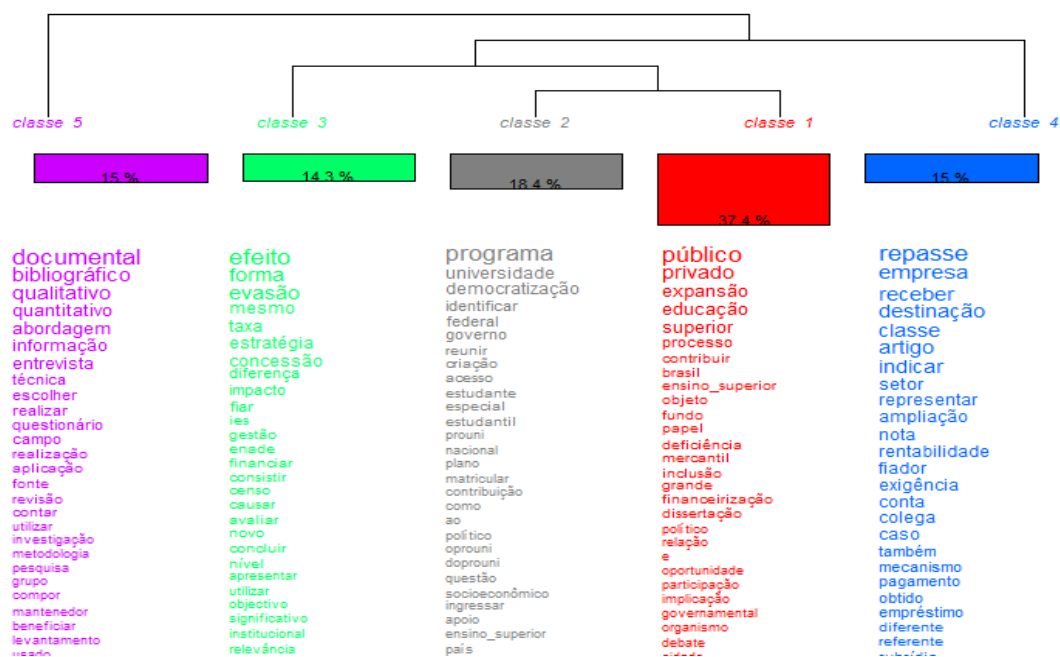 classe 5
classe 3
classe 2
classe 1
classe 4
15 %
14.3 %
18.4 %
37.4 %
15 %
documental
bibliográfico
qualitativo
quantitativo
abordagem
informação
entrevista
técnica
escolher
realizar
questionário
campo
realização
aplicação
fonte
revisão
contar
utilizar
investigação
metodologia
pesquisa
grupo
compor
mantenedor
beneficiar
levantamento
usado
efeito
forma
evasão
mesmo
taxa
estratégia
concessão
diferença
impacto
fiar
ies
gestão
enade
financiar
consistir
censo
causar
avaliar
novo
concluir
nível
apresentar
utilizar
objectivo
significativo
institucional
relevância
programa
universidade
democratização
identificar
federal
governo
reunir
criação
acesso
estudante
especial
estudantil
prouni
nacional
plano
matricular
contribuição
como
ao
político
oprouni
doprouni
questão
socioeconômico
ingressar
apoio
ensino_superior
país
público
privado
expansão
educação
superior
processo
contribuir
brasil
ensino_superior
objeto
fundo
papel
deficiência
mercantil
inclusão
grande
financeirização
dissertação
político
relação
e
oportunidade
participação
implicação
governamental
organismo
debate
cidade
repasse
empresa
receber
destinação
classe
artigo
indicar
setor
representar
ampliação
nota
rentabilidade
fiador
exigência
conta
colega
caso
também
mecanismo
pagamento
obtido
empréstimo
diferente
referente
subsídio